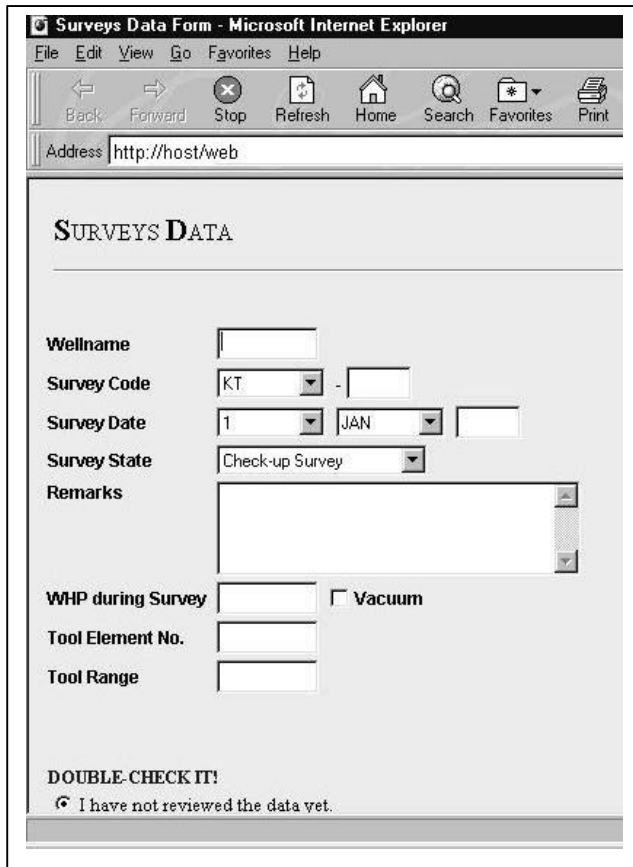 Surveys Data Form - Microsoft Internet Explorer
File Edit View Go Favorites Help
Back Forward Stop Refresh Home Search Favorites Print
Address http://host/web
SURVEYS DATA
Wellname
Survey Code KT -
Survey Date 1 JAN
Survey State Check-up Survey
Remarks
WHP during Survey Vacuum
Tool Element No.
Tool Range
DOUBLE-CHECK IT!
I have not reviewed the data yet.